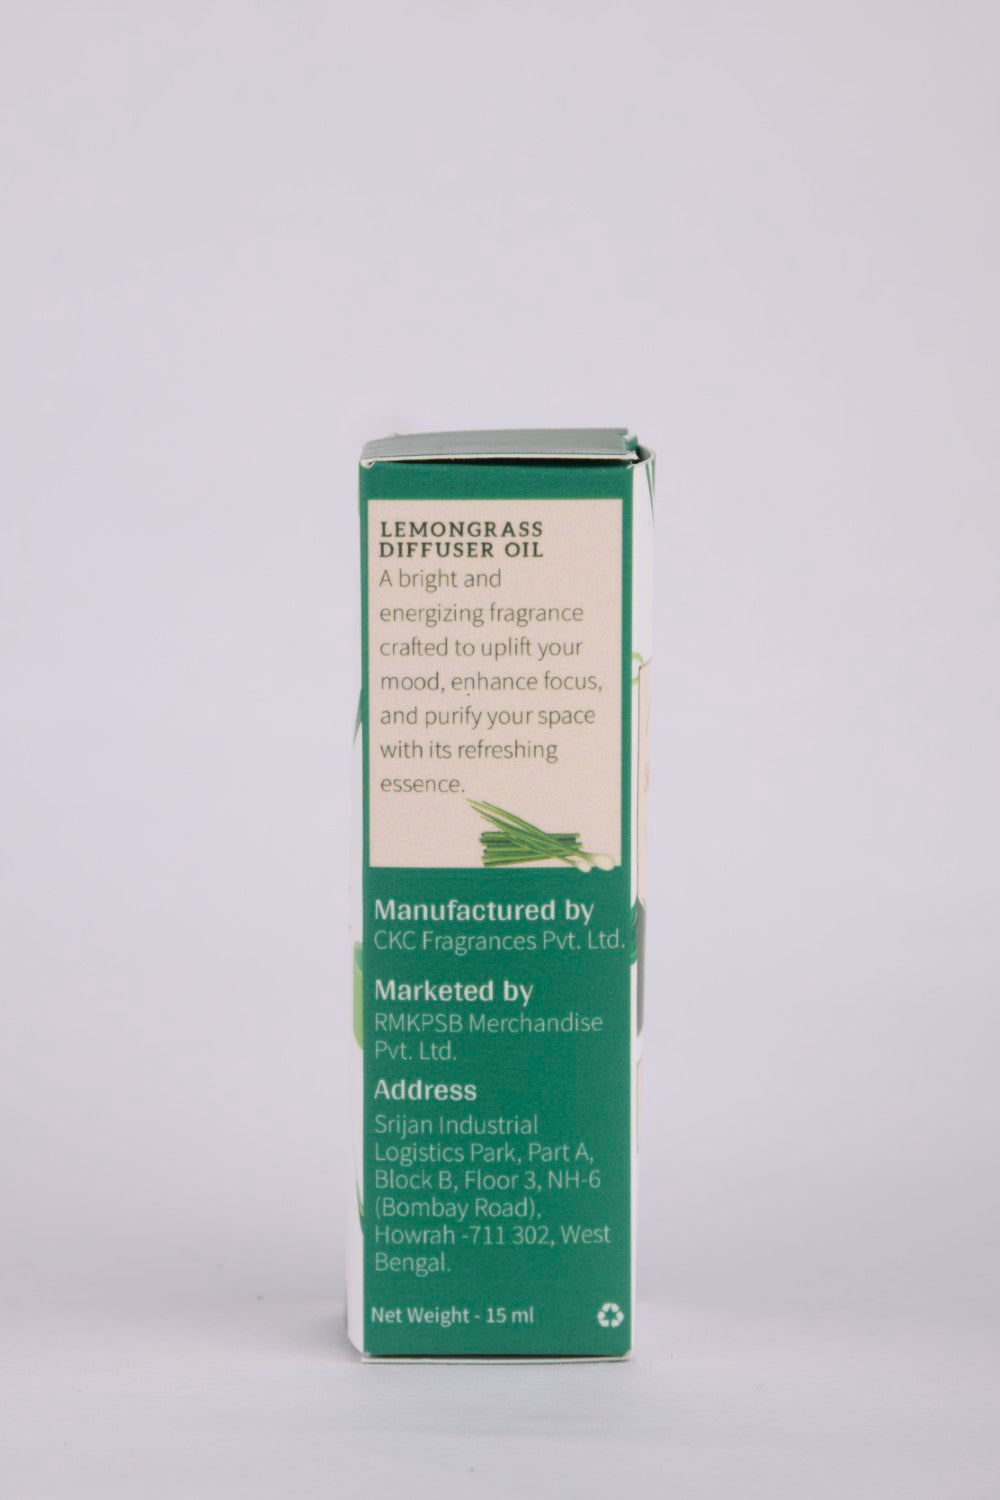 LEMONGRASS
DIFFUSER OIL
A bright and
energizing fragrance
crafted to uplift your
mood, enhance focus,
and purify your space
with its refreshing
essence.
Manufactured by
CKC Fragrances Pvt. Ltd.
Marketed by
RMKPSB Merchandise
Pvt. Ltd.
Address
Srijan Industrial
Logistics Park, Part A,
Block B, Floor 3, NH-6
(Bombay Road),
Howrah -711 302, West
Bengal.
Net Weight - 15 ml